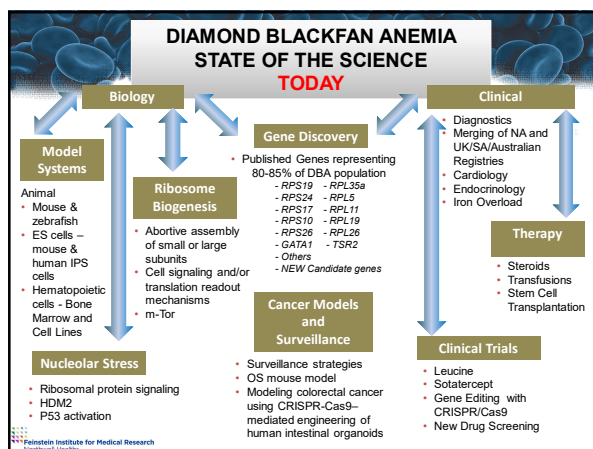 DIAMOND BLACKFAN ANEMIA
STATE OF THE SCIENCE
TODAY
Biology
Clinical
• Diagnostics
• Merging of NA and
UK/SA/Australian
Registries
• Cardiology
• Endocrinology
• Iron Overload
Gene Discovery
• Published Genes representing
80-85% of DBA population
- RPS19 - RPL35a
- RPS24 - RPL5
- RPS17 - RPL11
- RPS10 - RPL19
- RPS26 - RPL26
- GATA1 - TSR2
- Others
- NEW Candidate genes
Model
Systems
Animal
• Mouse &
zebrafish
• ES cells –
mouse &
human IPS
cells
• Hematopoietic
cells - Bone
Marrow and
Cell Lines
Ribosome
Biogenesis
• Abortive assembly
of small or large
subunits
• Cell signaling and/or
translation readout
mechanisms
• m-Tor
Therapy
• Steroids
• Transfusions
• Stem Cell
Transplantation
Cancer Models
and
Surveillance
• Surveillance strategies
• OS mouse model
• Modeling colorectal cancer
using CRISPR-Cas9–
mediated engineering of
human intestinal organoids
Clinical Trials
• Leucine
• Sotatercept
• Gene Editing with
CRISPR/Cas9
• New Drug Screening
Nucleolar Stress
• Ribosomal protein signaling
• HDM2
• P53 activation
Feinstein Institute for Medical Research
Northwell Health